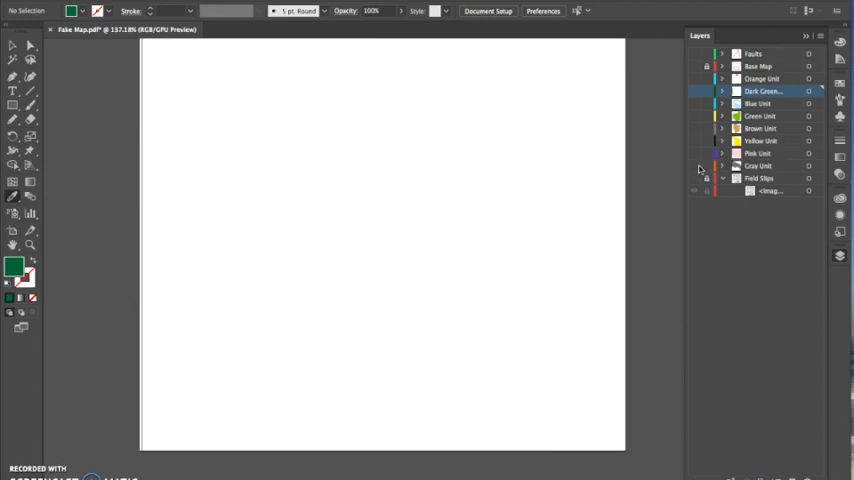 No Selection
Stroke:
5 pt. Round
Opacity:
100%
Style:
Document Setup
Preferences
Fake Map.pdf* @ 137.18% (RGB/GPU Preview)
Layers
Faults
Base Map
Orange Unit
Dark Green...
Blue Unit
Green Unit
Brown Unit
Yellow Unit
Pink Unit
Gray Unit
Field Slips
<Imag...
RECORDED WITH
SCREENCAST MATIC